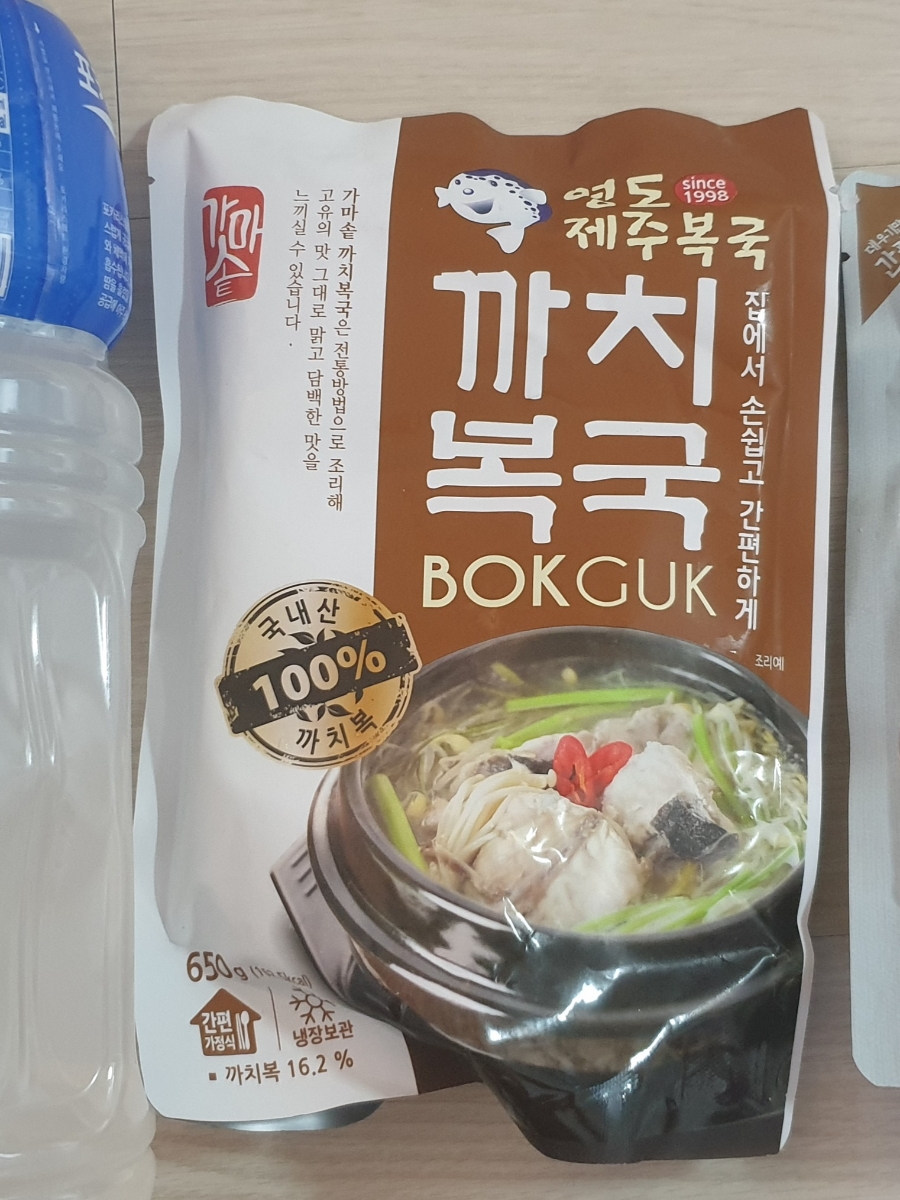 가마솥
가마솥 까치복국은 전통방법으로 조리해
고유의 맛 그대로 맑고 담백한 맛을
느끼실 수 있습니다.
영도
since
1998
제주복국
까치
복국
BOKGUK
집에서 손쉽고 간편하게
조리예
국내산
100%
까치복
650g
간편
가정식
냉장보관
▪ 까치복 16.2 %